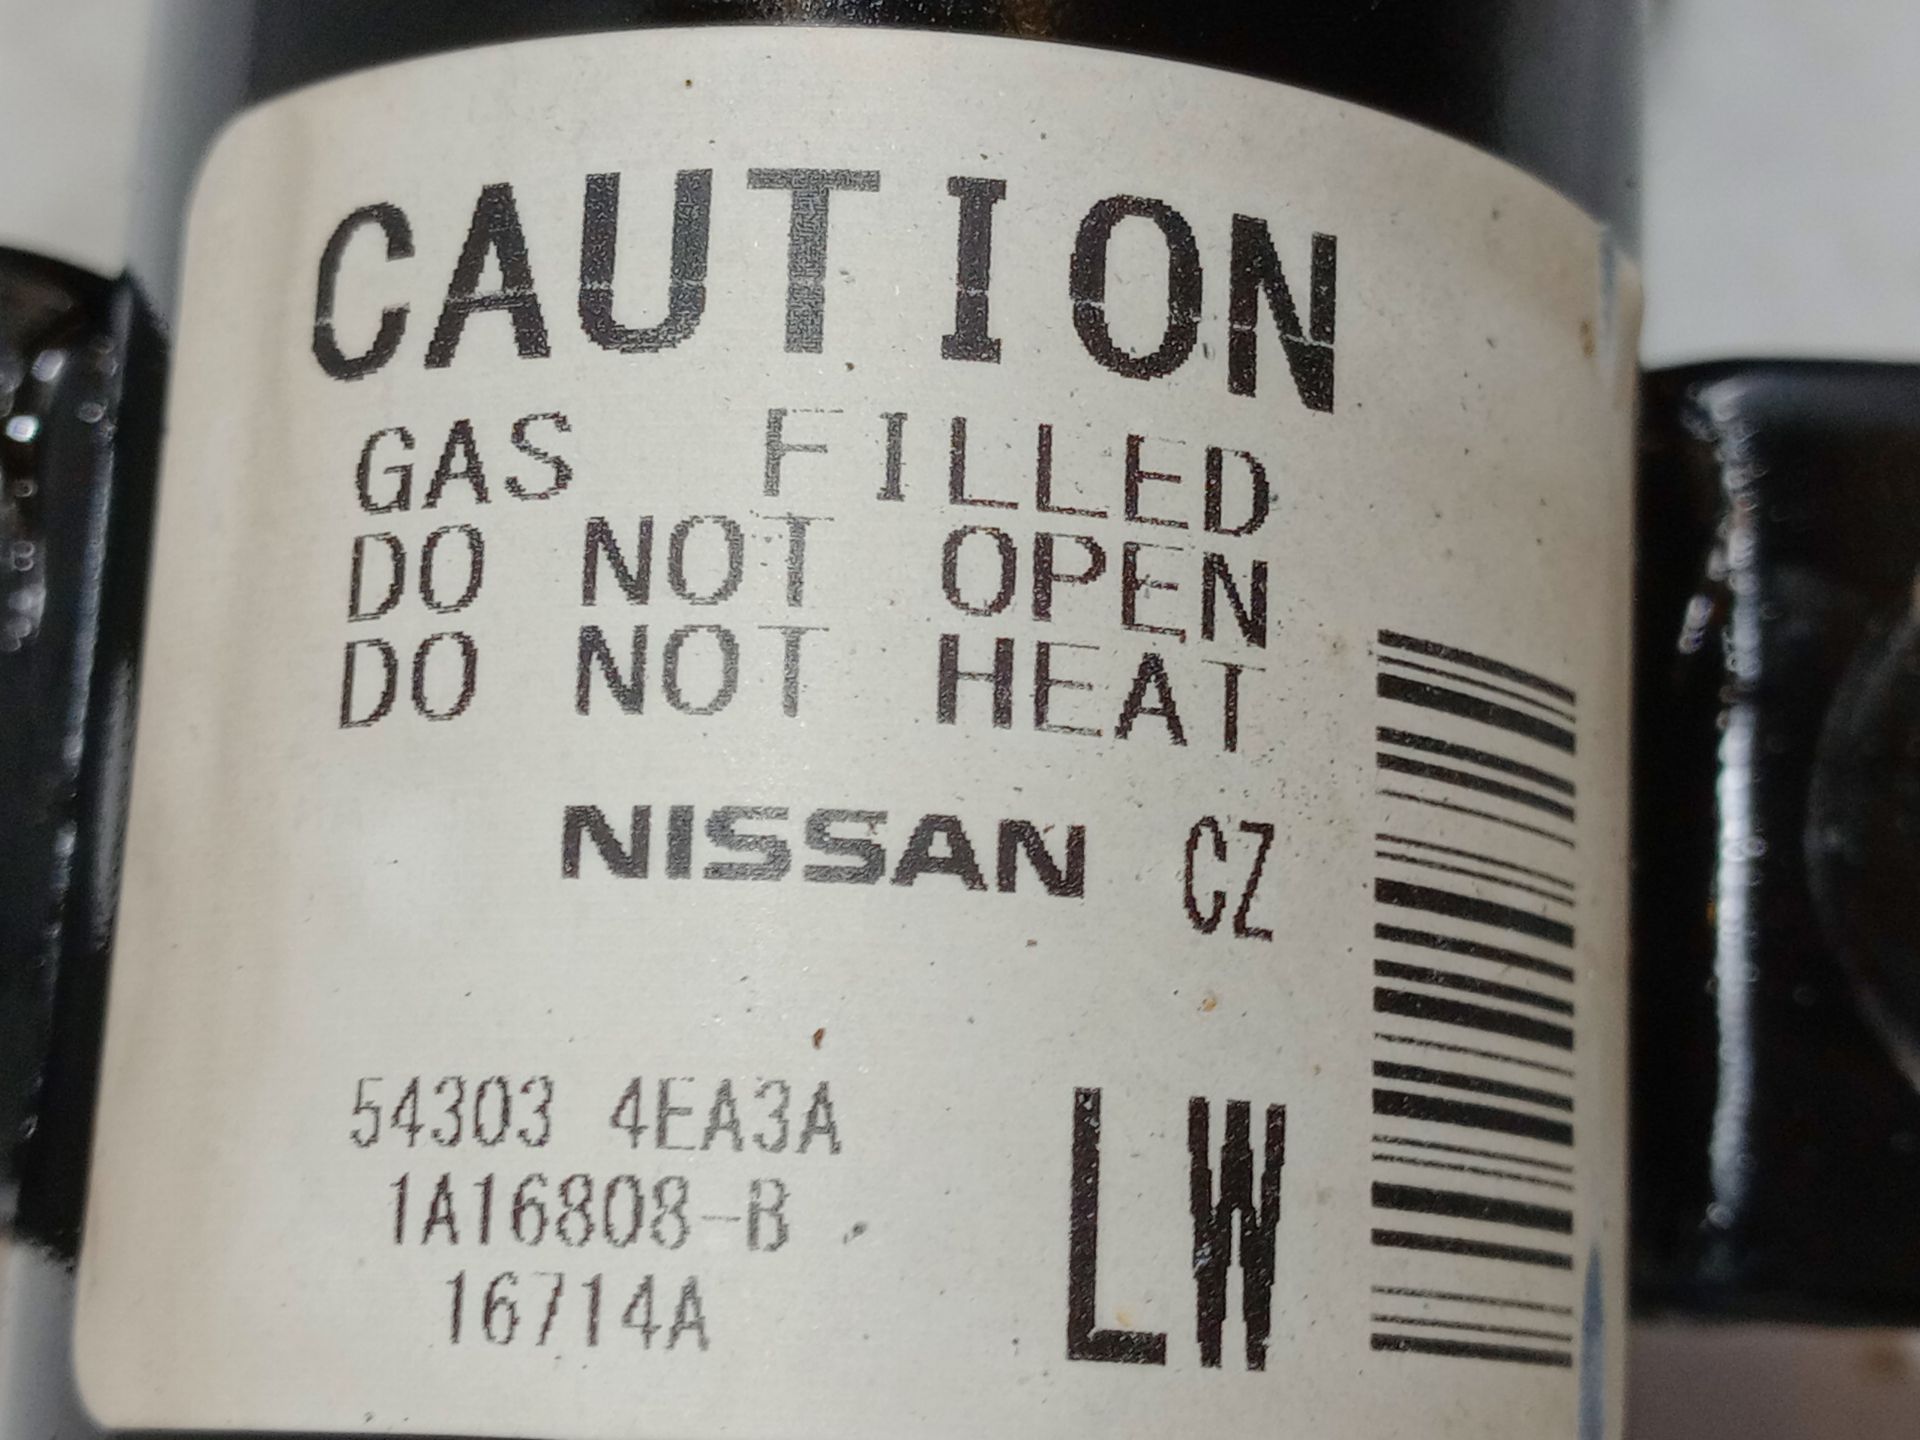 CAUTION
GAS FILLED
DO NOT OPEN
DO NOT HEAT
NISSAN CZ
54303 4EA3A
1A16808-B
16714A
LW